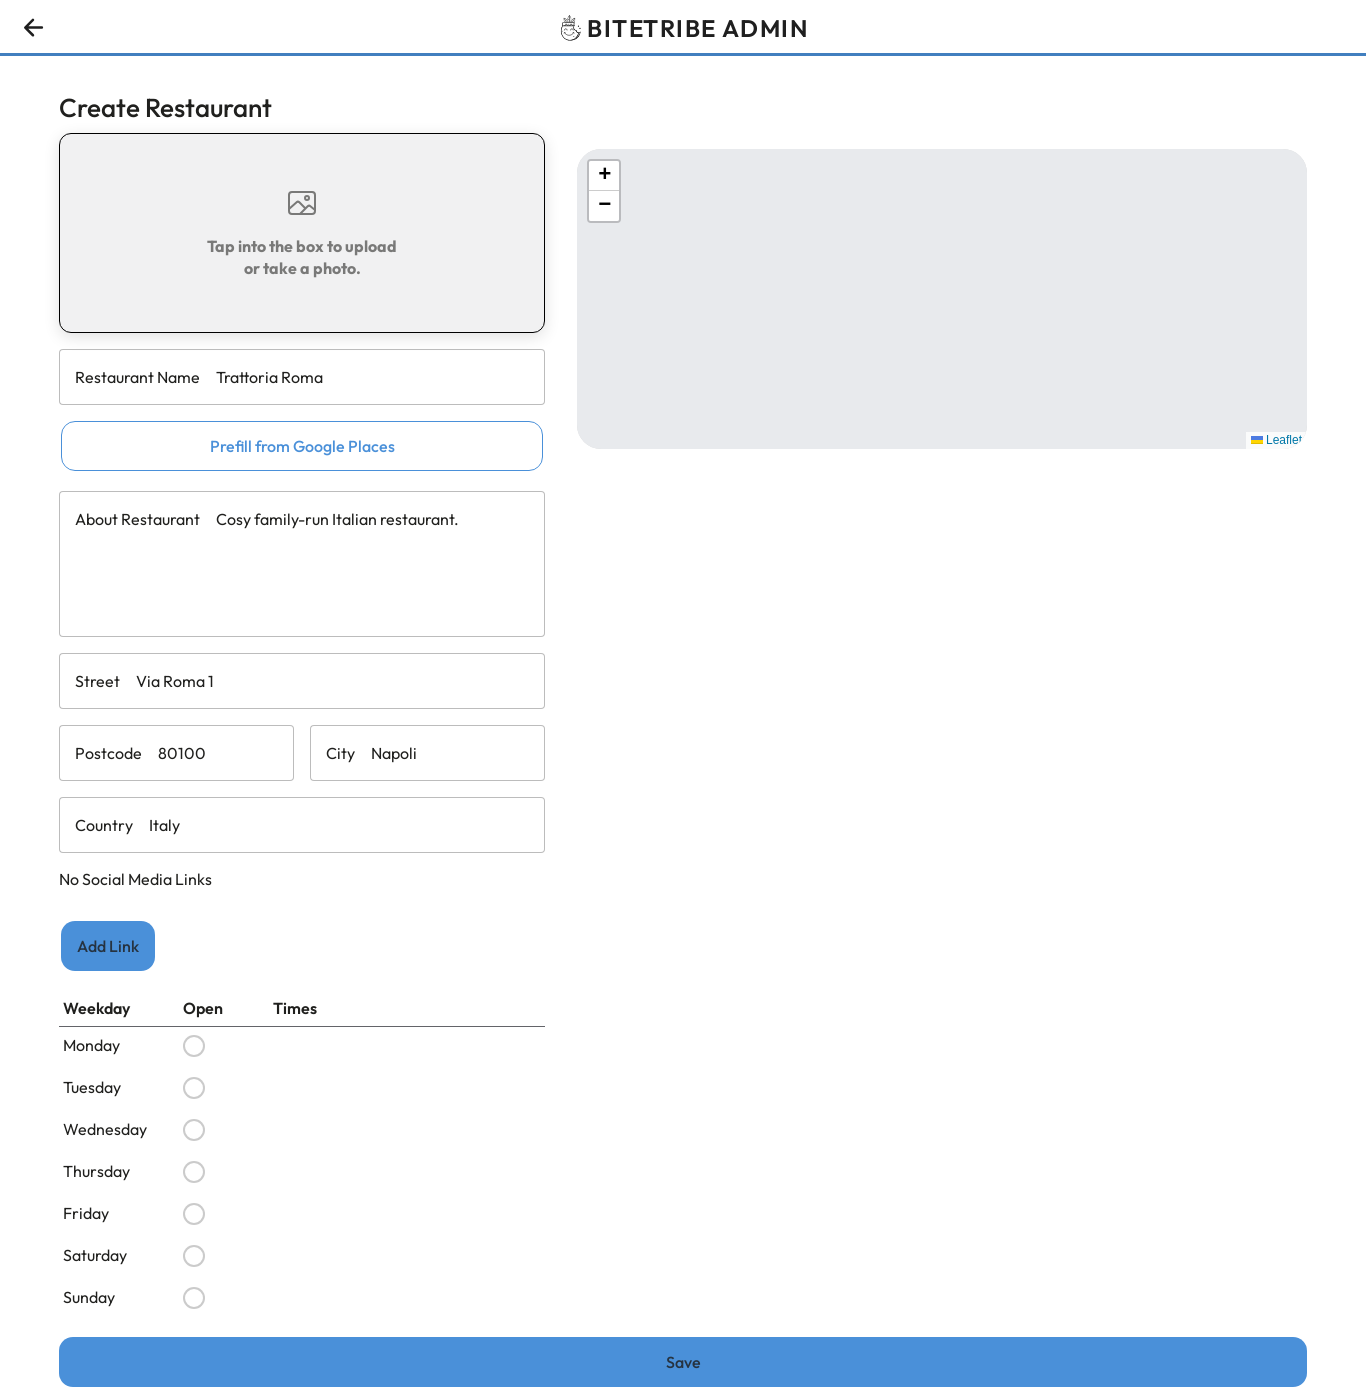 BITETRIBE ADMIN
Create Restaurant
Tap into the box to upload
or take a photo.
Restaurant Name Trattoria Roma
Prefill from Google Places
About Restaurant Cosy family-run Italian restaurant.
Street Via Roma 1
Postcode 80100 City Napoli
Country Italy
No Social Media Links
Add Link
Weekday Open Times
Monday
Tuesday
Wednesday
Thursday
Friday
Saturday
Sunday
+
−
Leaflet
Save